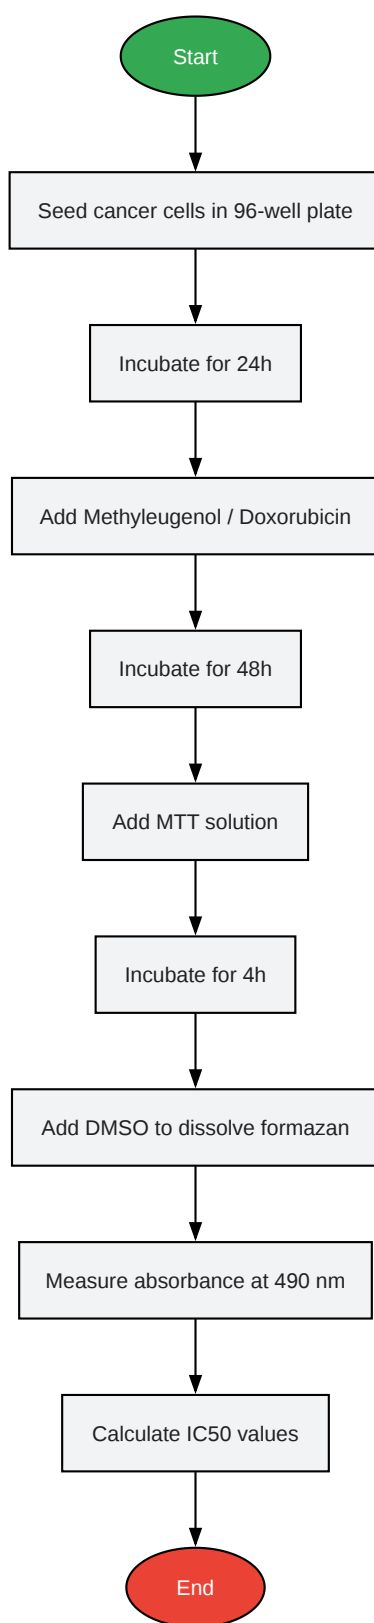 Start
Seed cancer cells in 96-well plate
Incubate for 24h
Add Methyleugenol / Doxorubicin
Incubate for 48h
Add MTT solution
Incubate for 4h
Add DMSO to dissolve formazan
Measure absorbance at 490 nm
Calculate IC50 values
End